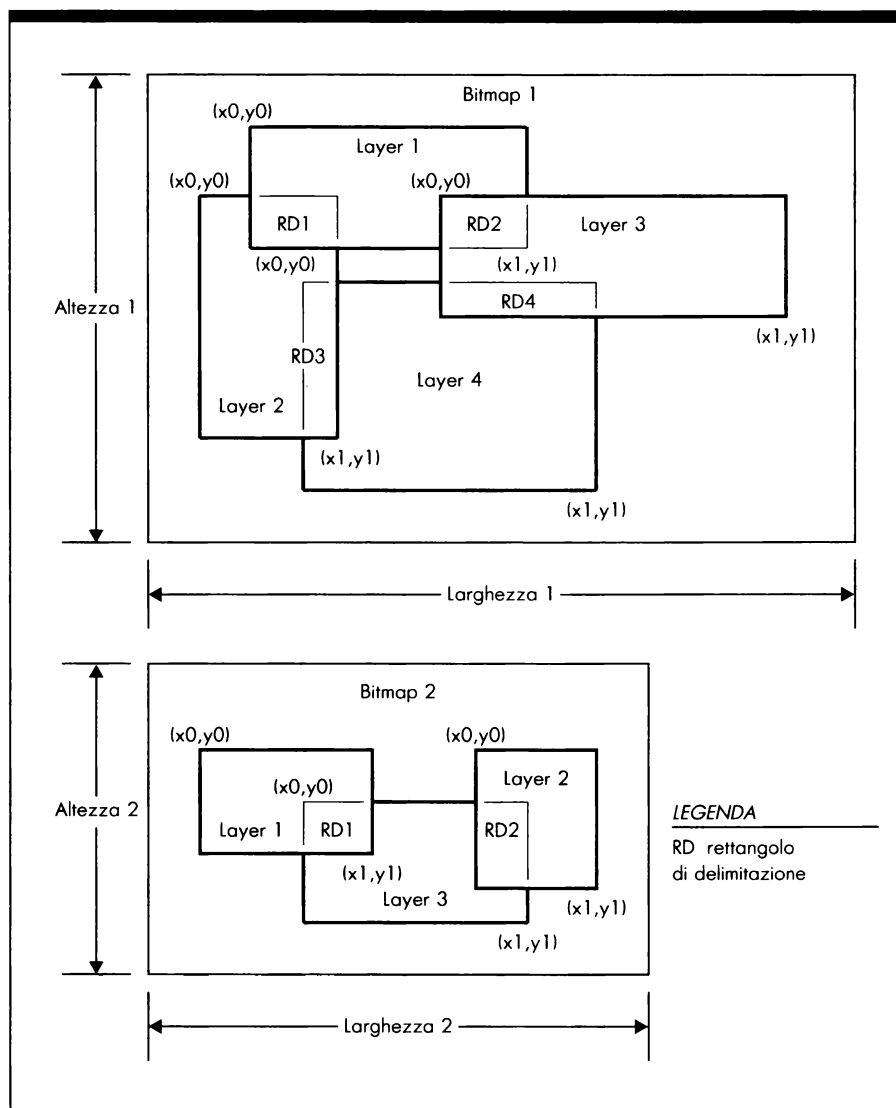 Bitmap 1
(x0,y0)
Layer 1
(x0,y0)
(x0,y0)
RD1
RD2
Layer 3
(x0,y0)
(x1,y1)
Altezza 1
RD4
(x1,y1)
RD3
Layer 4
Layer 2
(x1,y1)
(x1,y1)
Larghezza 1
Bitmap 2
(x0,y0)
(x0,y0)
Layer 2
(x0,y0)
Altezza 2
Layer 1
RD1
RD2
(x1,y1)
Layer 3
(x1,y1)
(x1,y1)
LEGENDA
RD rettangolo
di delimitazione
Larghezza 2